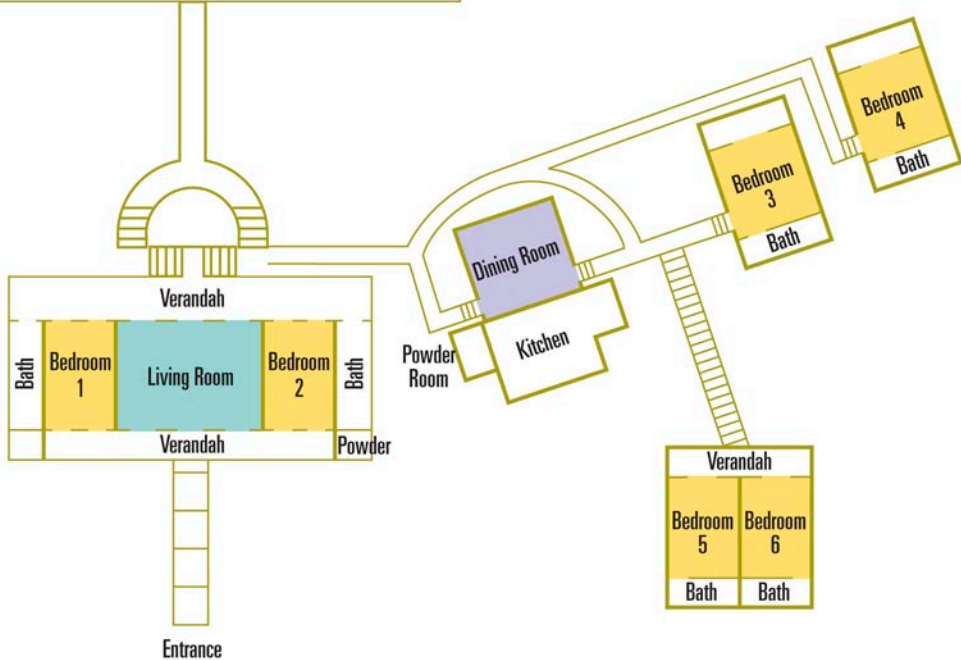 Bedroom
4
Bath
Bedroom
3
Bath
Dining Room
Kitchen
Powder
Room
Verandah
Bath
Bedroom
1
Living Room
Bedroom
2
Bath
Verandah
Powder
Entrance
Verandah
Bedroom
5
Bedroom
6
Bath
Bath